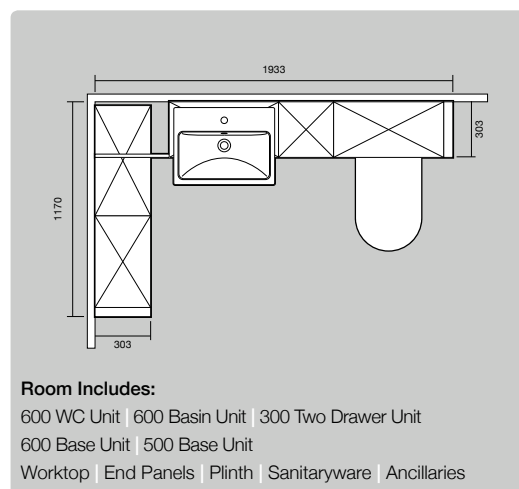 1933
303
1170
303
Room Includes:
600 WC Unit | 600 Basin Unit | 300 Two Drawer Unit
600 Base Unit | 500 Base Unit
Worktop | End Panels | Plinth | Sanitaryware | Ancillaries